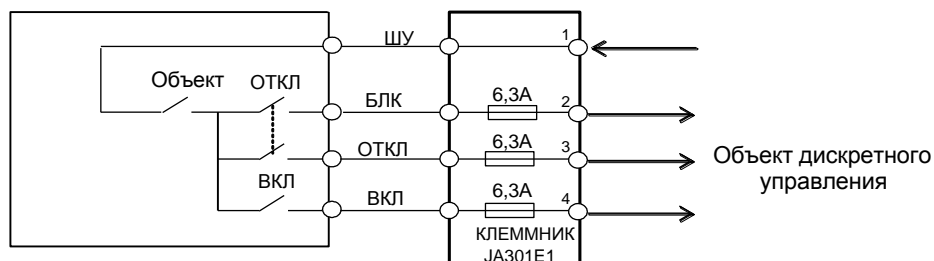 ШУ
1
Объект
ОТКЛ
БЛК
6,3А
2
ОТКЛ
6,3А
3
Объект дискретного
управления
ВКЛ
ВКЛ
6,3А
4
КЛЕММНИК
JA301E1